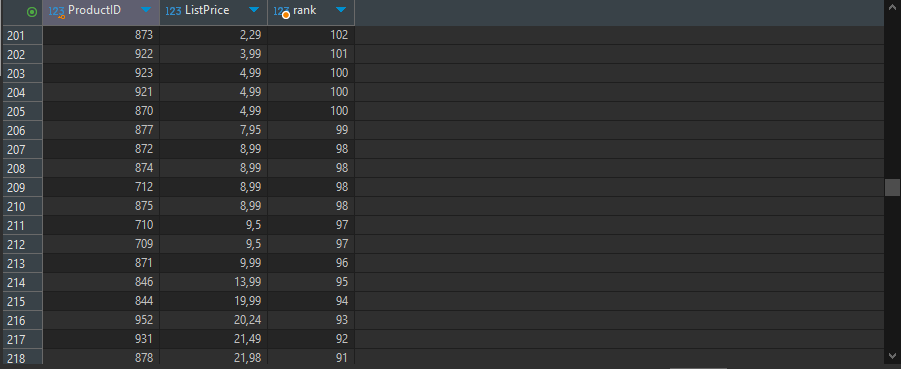 123 ProductID 123 ListPrice 123 rank
201 873 2,29 102
202 922 3,99 101
203 923 4,99 100
204 921 4,99 100
205 870 4,99 100
206 877 7,95 99
207 872 8,99 98
208 874 8,99 98
209 712 8,99 98
210 875 8,99 98
211 710 9,5 97
212 709 9,5 97
213 871 9,99 96
214 846 13,99 95
215 844 19,99 94
216 952 20,24 93
217 931 21,49 92
218 878 21,98 91